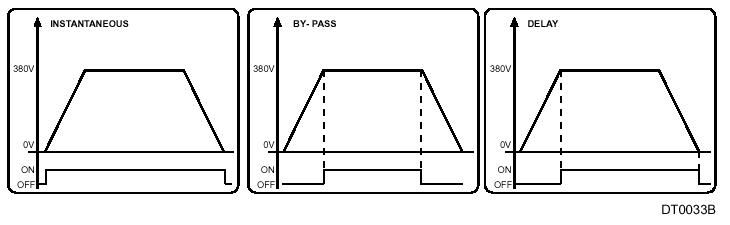 INSTANTANEOUS
380V
0V
ON
OFF
BY- PASS
380V
0V
ON
OFF
DELAY
380V
0V
ON
OFF
DT0033B